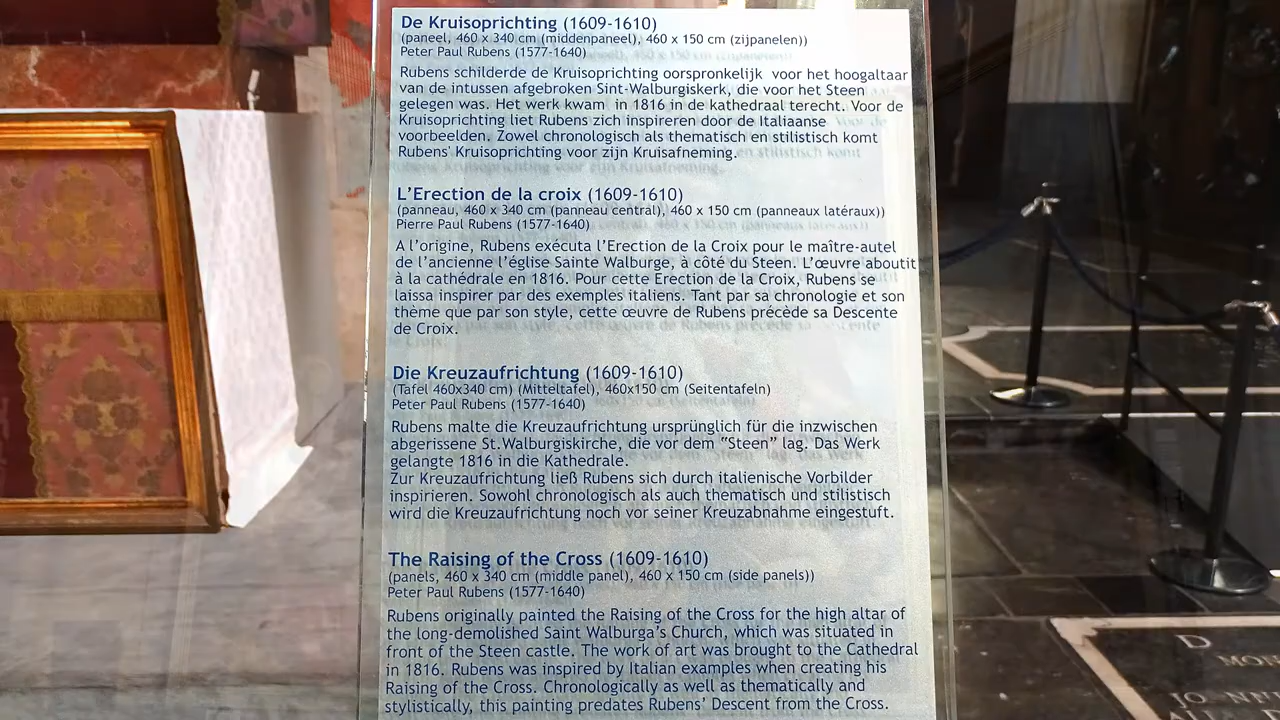 De Kruisoprichting (1609-1610)
(paneel, 460 x 340 cm (middenpaneel), 460 x 150 cm (zijpanelen))
Peter Paul Rubens (1577-1640)
Rubens schilderde de Kruisoprichting oorspronkelijk voor het hoogaltaar
van de intussen afgebroken Sint-Walburgiskerk, die voor het Steen
gelegen was. Het werk kwam in 1816 in de kathedraal terecht. Voor de
Kruisoprichting liet Rubens zich inspireren door de Italiaanse
voorbeelden. Zowel chronologisch als thematisch en stilistisch komt
Rubens' Kruisoprichting voor zijn Kruisafneming.
L'Erection de la croix (1609-1610)
(panneau, 460 x 340 cm (panneau central), 460 x 150 cm (panneaux latéraux))
Pierre Paul Rubens (1577-1640)
A l'origine, Rubens exécuta l'Erection de la Croix pour le maître-autel
de l'ancienne l'église Sainte Walburge, à côté du Steen. L'œuvre aboutit
à la cathédrale en 1816. Pour cette Erection de la Croix, Rubens se
laissa inspirer par des exemples italiens. Tant par sa chronologie et son
thème que par son style, cette œuvre de Rubens précède sa Descente
de Croix.
Die Kreuzaufrichtung (1609-1610)
(Tafel 460x340 cm) (Mitteltafel), 460x150 cm (Seitentafeln)
Peter Paul Rubens (1577-1640)
Rubens malte die Kreuzaufrichtung ursprünglich für die inzwischen
abgerissene St.Walburgiskirche, die vor dem "Steen" lag. Das Werk
gelangte 1816 in die Kathedrale.
Zur Kreuzaufrichtung ließ Rubens sich durch italienische Vorbilder
inspirieren. Sowohl chronologisch als auch thematisch und stilistisch
wird die Kreuzaufrichtung noch vor seiner Kreuzabnahme eingestuft.
The Raising of the Cross (1609-1610)
(panels, 460 x 340 cm (middle panel), 460 x 150 cm (side panels))
Peter Paul Rubens (1577-1640)
Rubens originally painted the Raising of the Cross for the high altar of
the long-demolished Saint Walburga's Church, which was situated in
front of the Steen castle. The work of art was brought to the Cathedral
in 1816. Rubens was inspired by Italian examples when creating his
Raising of the Cross. Chronologically as well as thematically and
stylistically, this painting predates Rubens' Descent from the Cross.
D